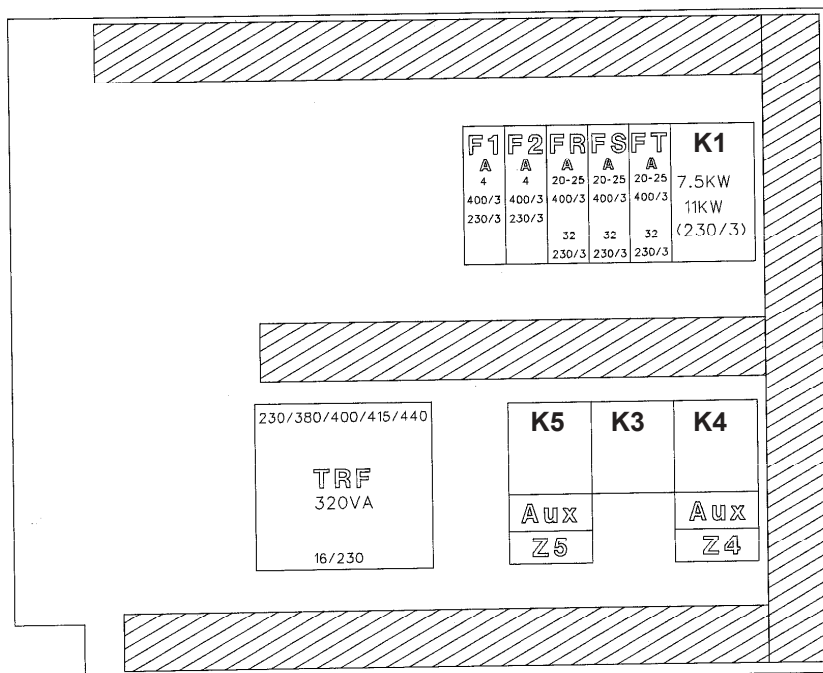 F1 F2 FR FS FT K1
A A A A A
4 4 20-25 20-25 20-25 7.5KW
400/3 400/3 400/3 400/3 400/3
230/3 230/3 11KW
32 32 32 (230/3)
230/3 230/3 230/3
230/380/400/415/440
TRF
320VA
16/230
K5 K3 K4
Aux Aux
Z5 Z4